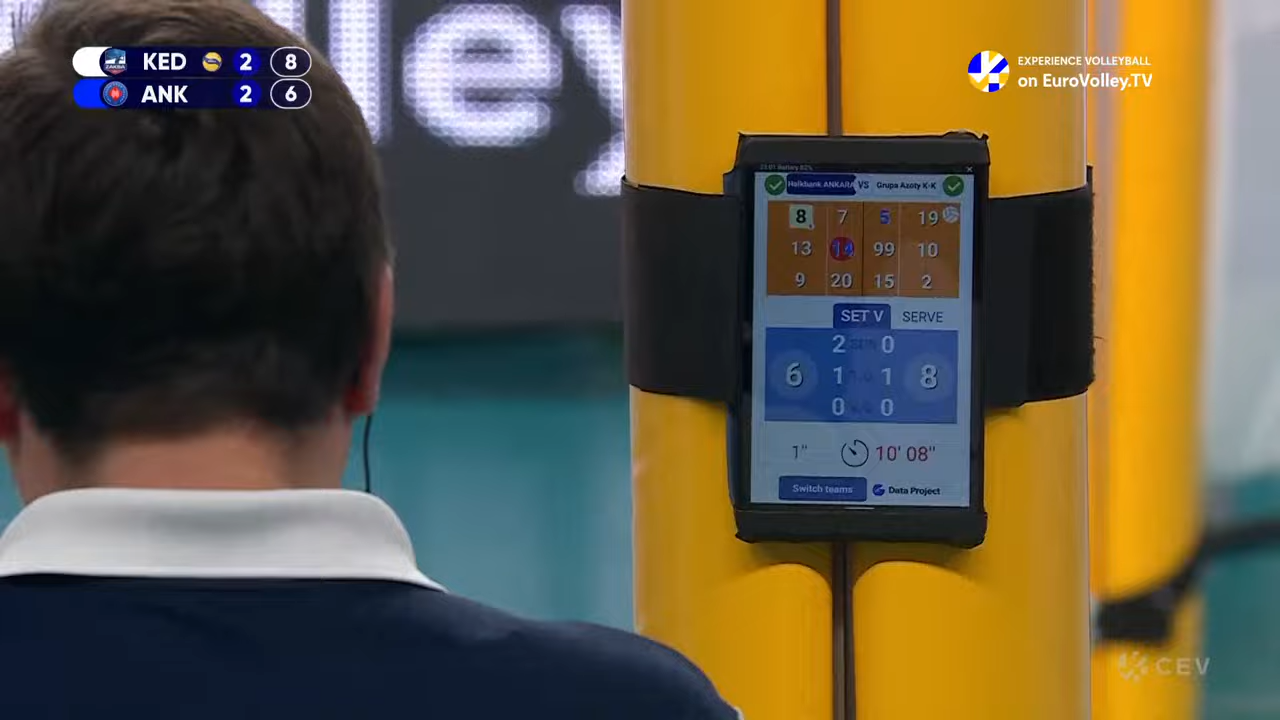 ley
KED 2 8
ANK 2 6
EXPERIENCE VOLLEYBALL
on EuroVolley.TV
Halkbank ANKARA VS Grupa Azoty K-K
8 7 5 19
13 14 99 10
9 20 15 2
SET V SERVE
2 0
6 1 1 8
0 0
1" 10' 08"
Switch teams Data Project
CEV